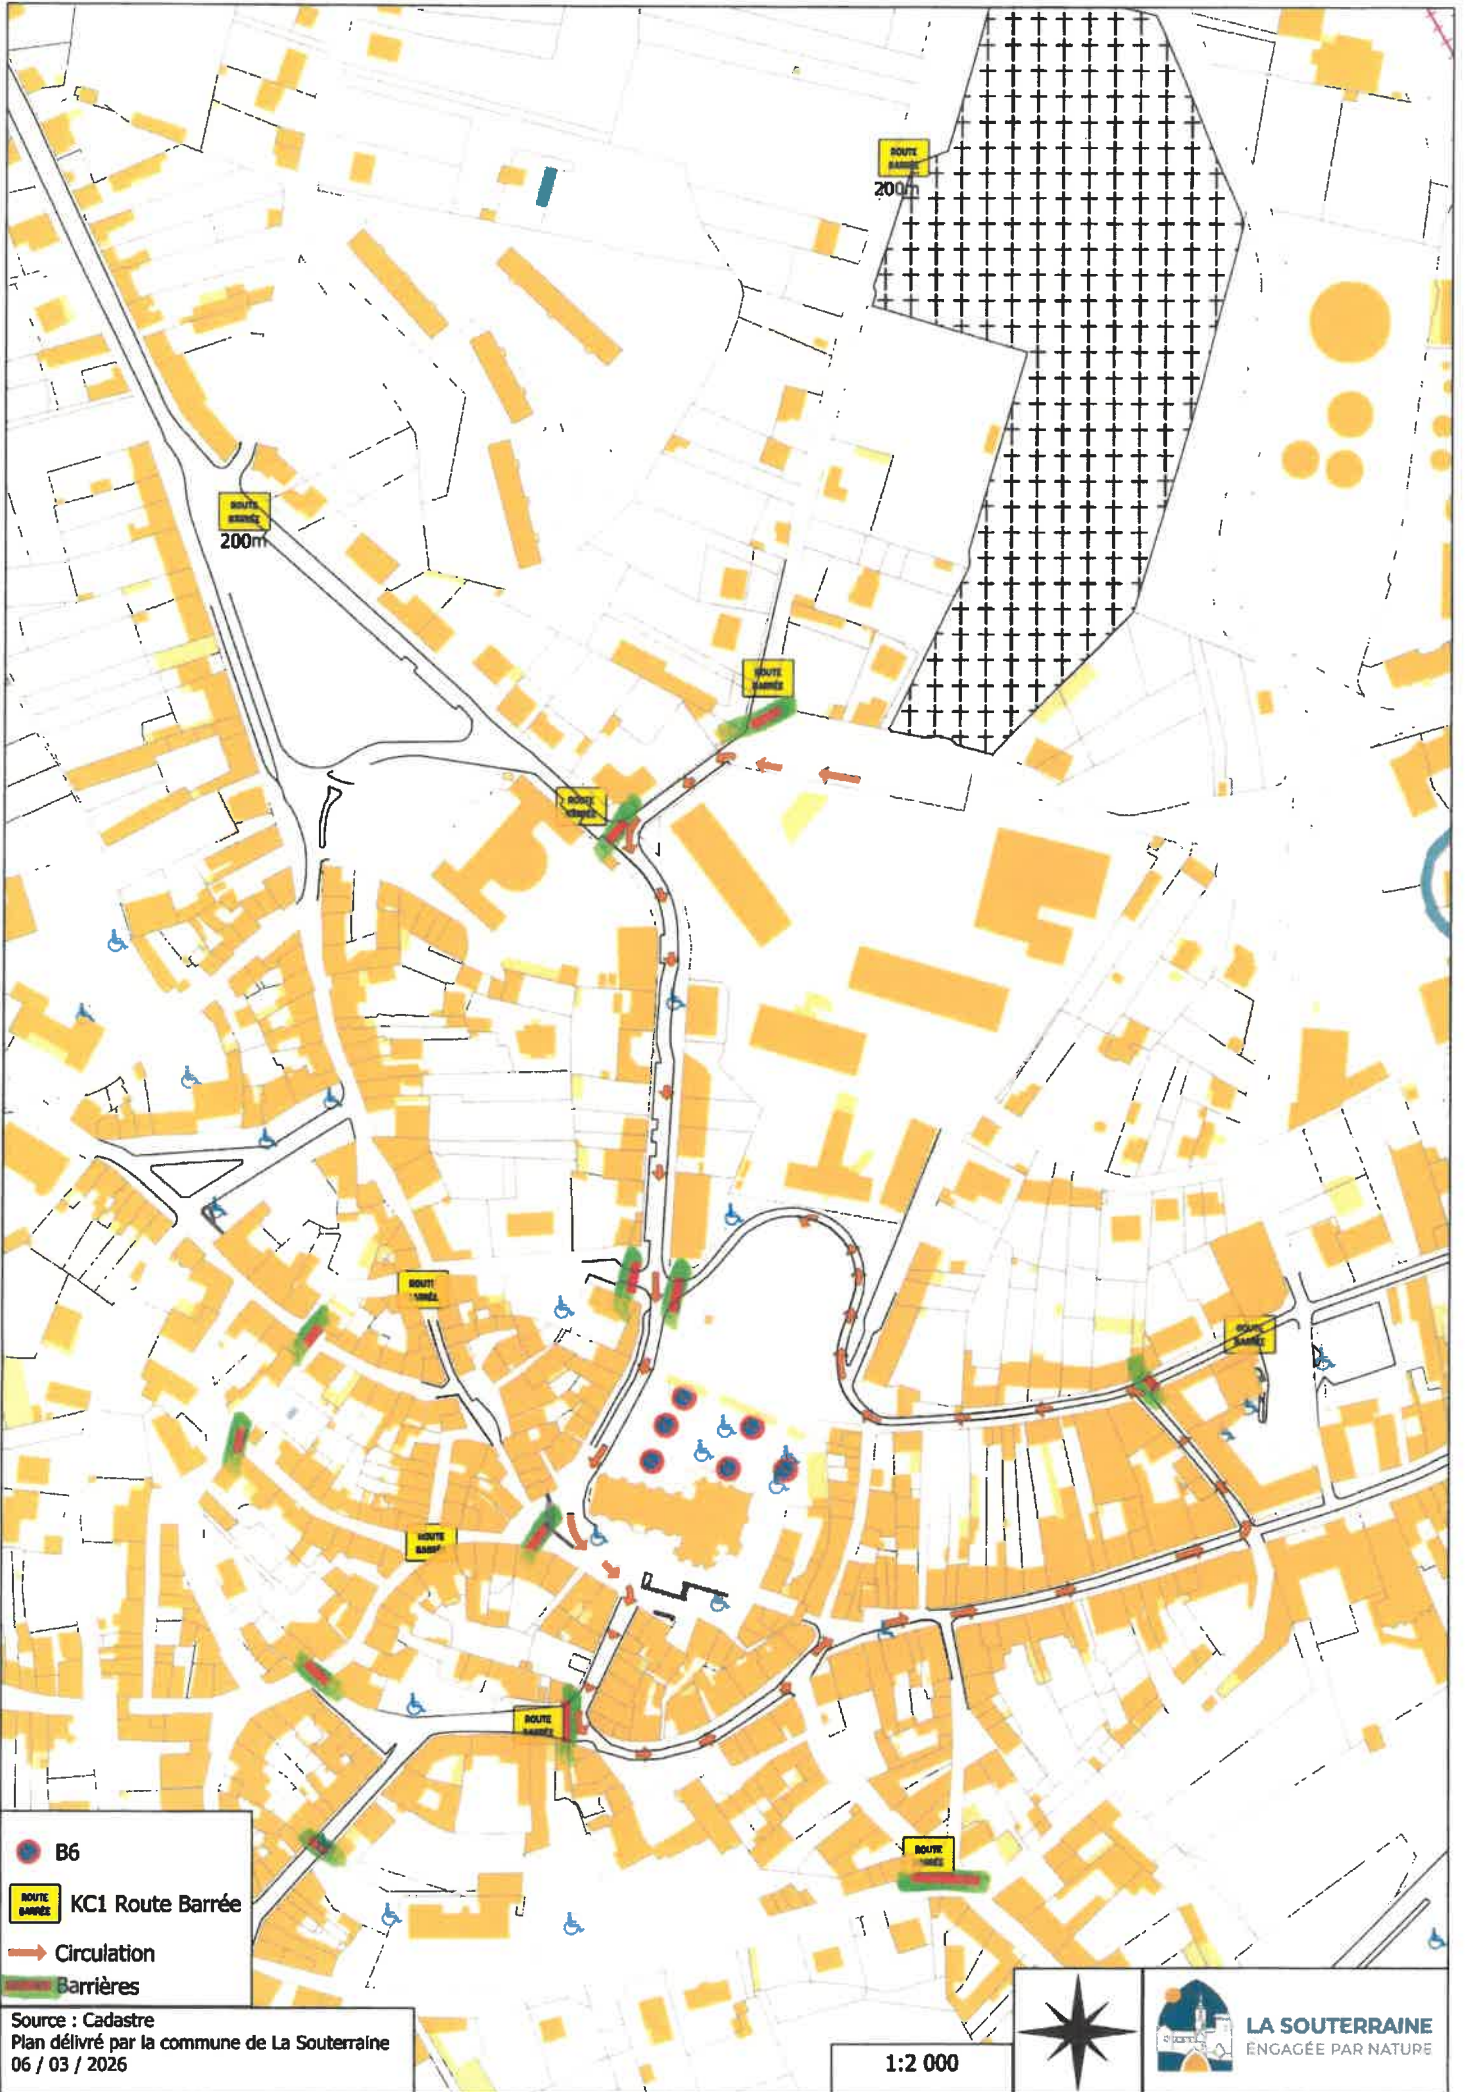 ROUTE
BARRÉE
200m
ROUTE
BARRÉE
200m
ROUTE
BARRÉE
ROUTE
BARRÉE
ROUTE
BARRÉE
ROUTE
BARRÉE
ROUTE
BARRÉE
ROUTE
BARRÉE
ROUTE
BARRÉE
B6
ROUTE
BARRÉE
KC1 Route Barrée
Circulation
Barrières
Source : Cadastre
Plan délivré par la commune de La Souterraine
06 / 03 / 2026
1:2 000
LA SOUTERRAINE
ENGAGÉE PAR NATURE